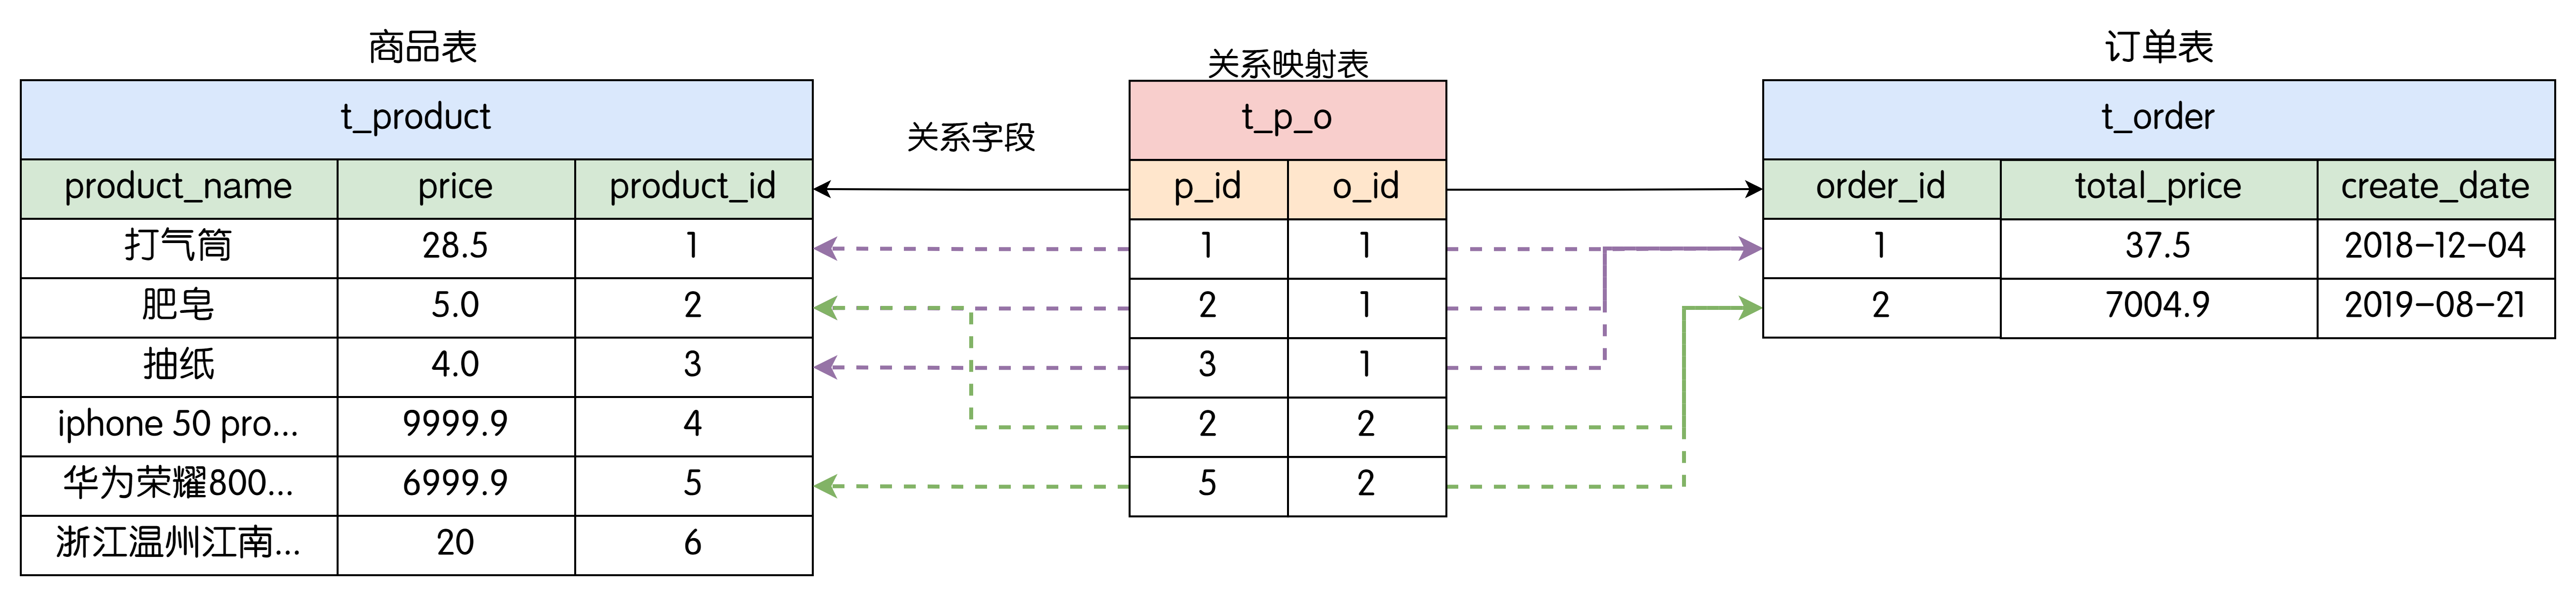 商品表
t_product
product_name price product_id
打气筒 28.5 1
肥皂 5.0 2
抽纸 4.0 3
iphone 50 pro... 9999.9 4
华为荣耀800... 6999.9 5
浙江温州江南... 20 6
关系字段
关系映射表
t_p_o
p_id o_id
1 1
2 1
3 1
2 2
5 2
订单表
t_order
order_id total_price create_date
1 37.5 2018-12-04
2 7004.9 2019-08-21